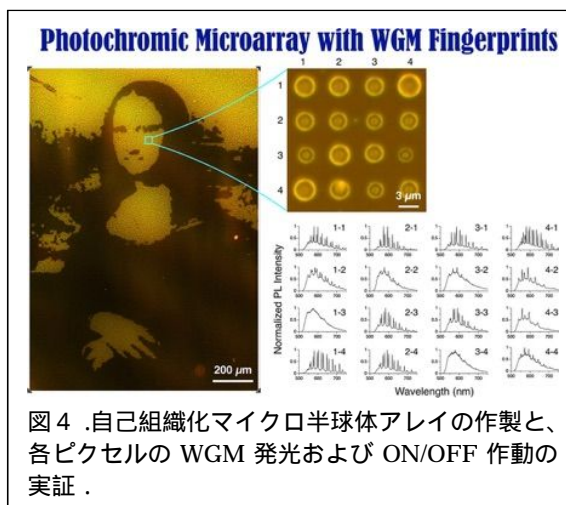 Photochromic Microarray with WGM Fingerprints
1 2 3 4
1
2
3
4
3 μm
200 μm
Normalized PL Intensity
1-1 2-1 3-1 4-1
1-2 2-2 3-2 4-2
1-3 2-3 3-3 4-3
1-4 2-4 3-4 4-4
Wavelength (nm)
図4 .自己組織化マイクロ半球体アレイの作製と、
各ピクセルの WGM 発光および ON/OFF 作動の
実証 .